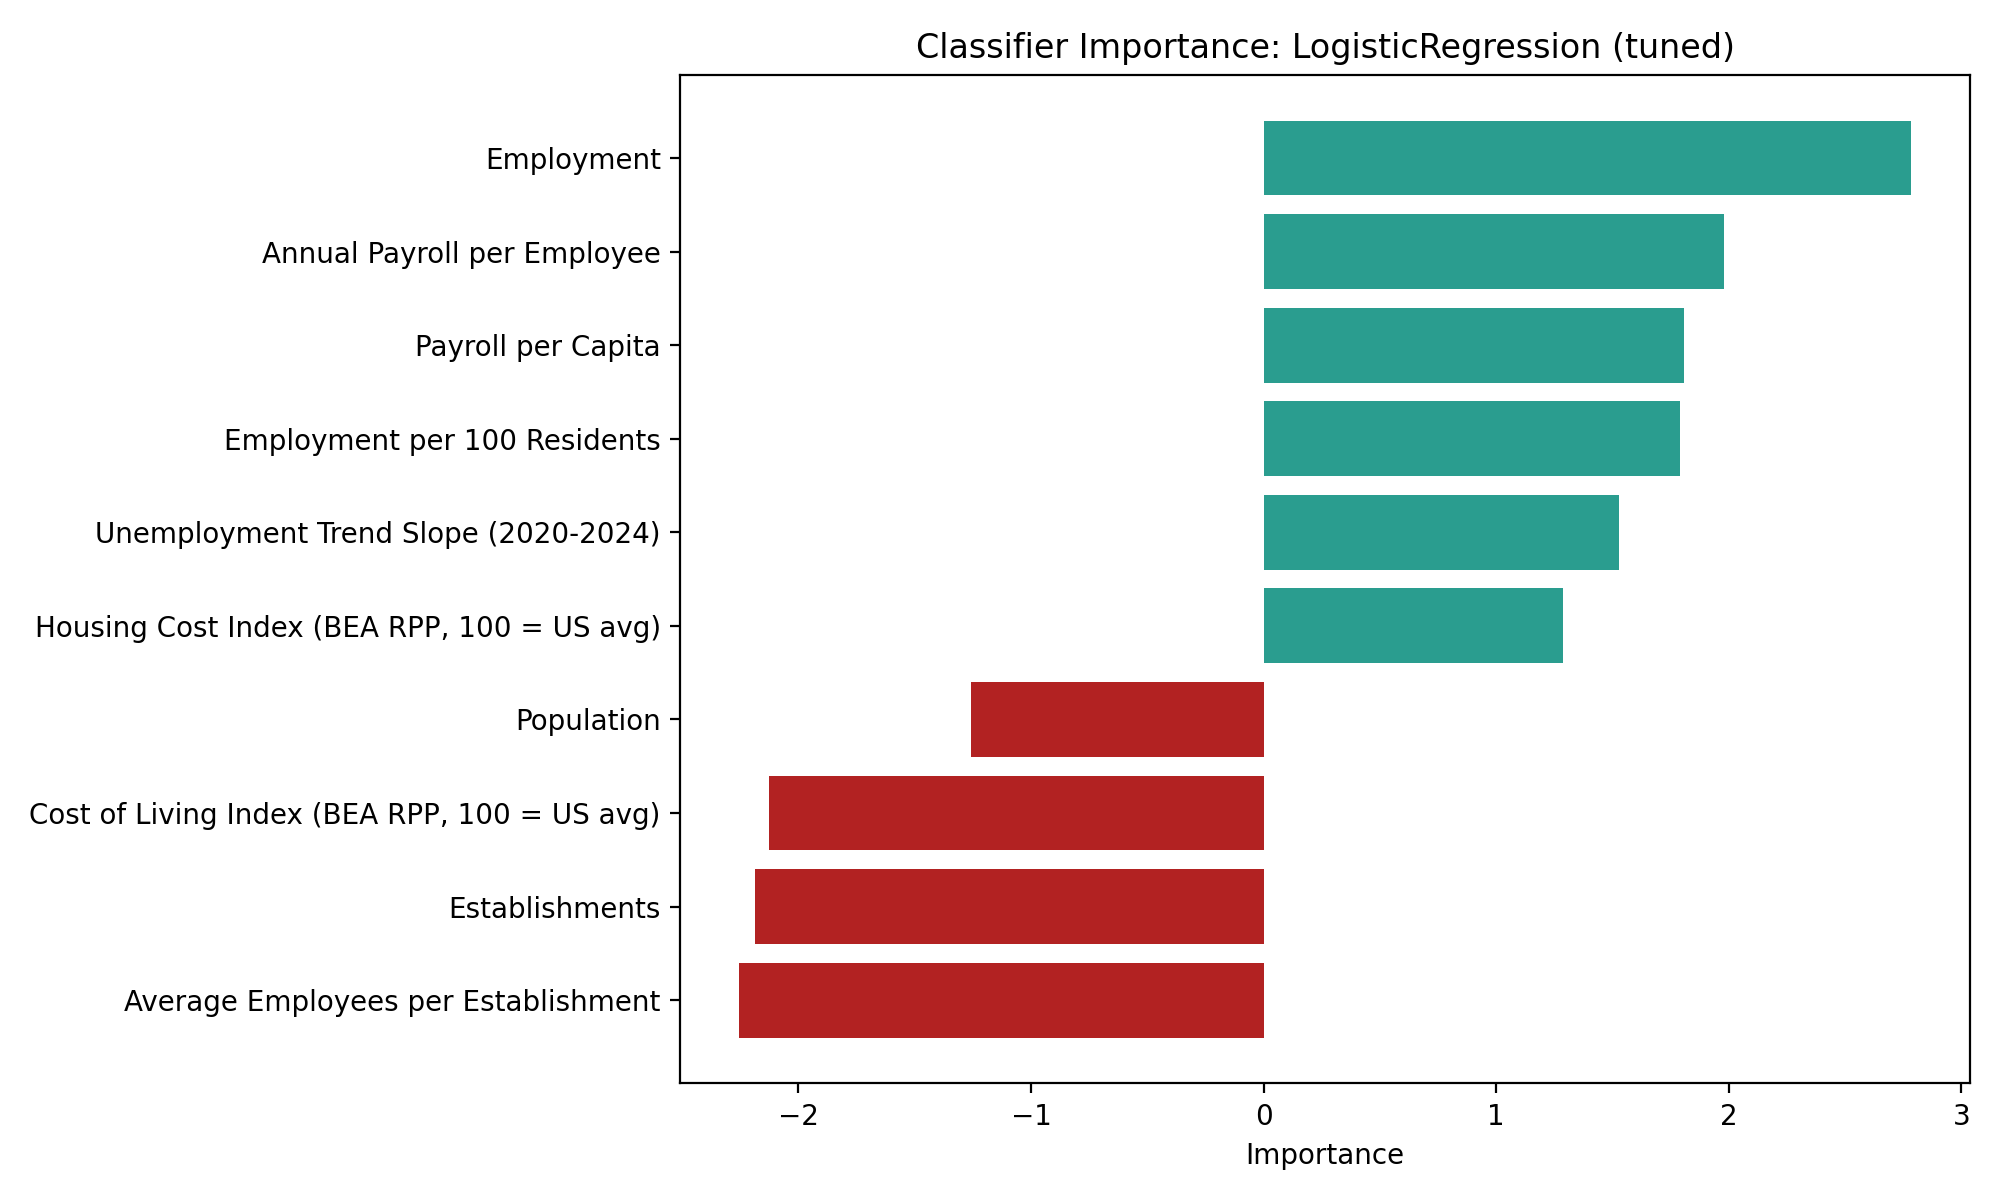 Classifier Importance: LogisticRegression (tuned)
Employment
Annual Payroll per Employee
Payroll per Capita
Employment per 100 Residents
Unemployment Trend Slope (2020-2024)
Housing Cost Index (BEA RPP, 100 = US avg)
Population
Cost of Living Index (BEA RPP, 100 = US avg)
Establishments
Average Employees per Establishment
−2 −1 0 1 2 3
Importance